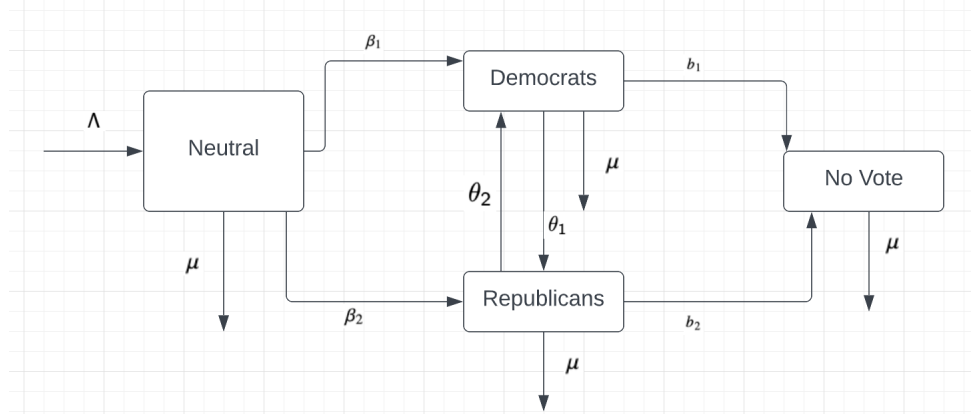 β₁
Democrats
b₁
Λ
Neutral
μ
No Vote
θ₂
θ₁
μ
μ
Republicans
β₂
b₂
μ